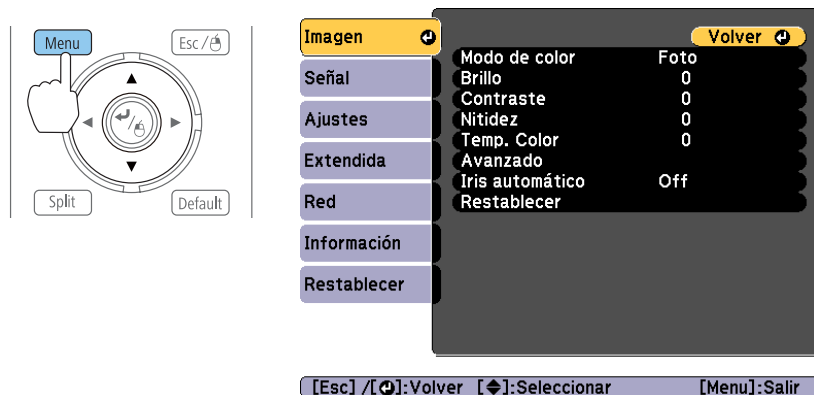 Menu
Esc /
Split
Default
Imagen
Señal
Ajustes
Extendida
Red
Información
Restablecer
Volver
Modo de color Foto
Brillo 0
Contraste 0
Nitidez 0
Temp. Color 0
Avanzado
Iris automático Off
Restablecer
[Esc] /[ ]:Volver [ ]:Seleccionar [Menu]:Salir